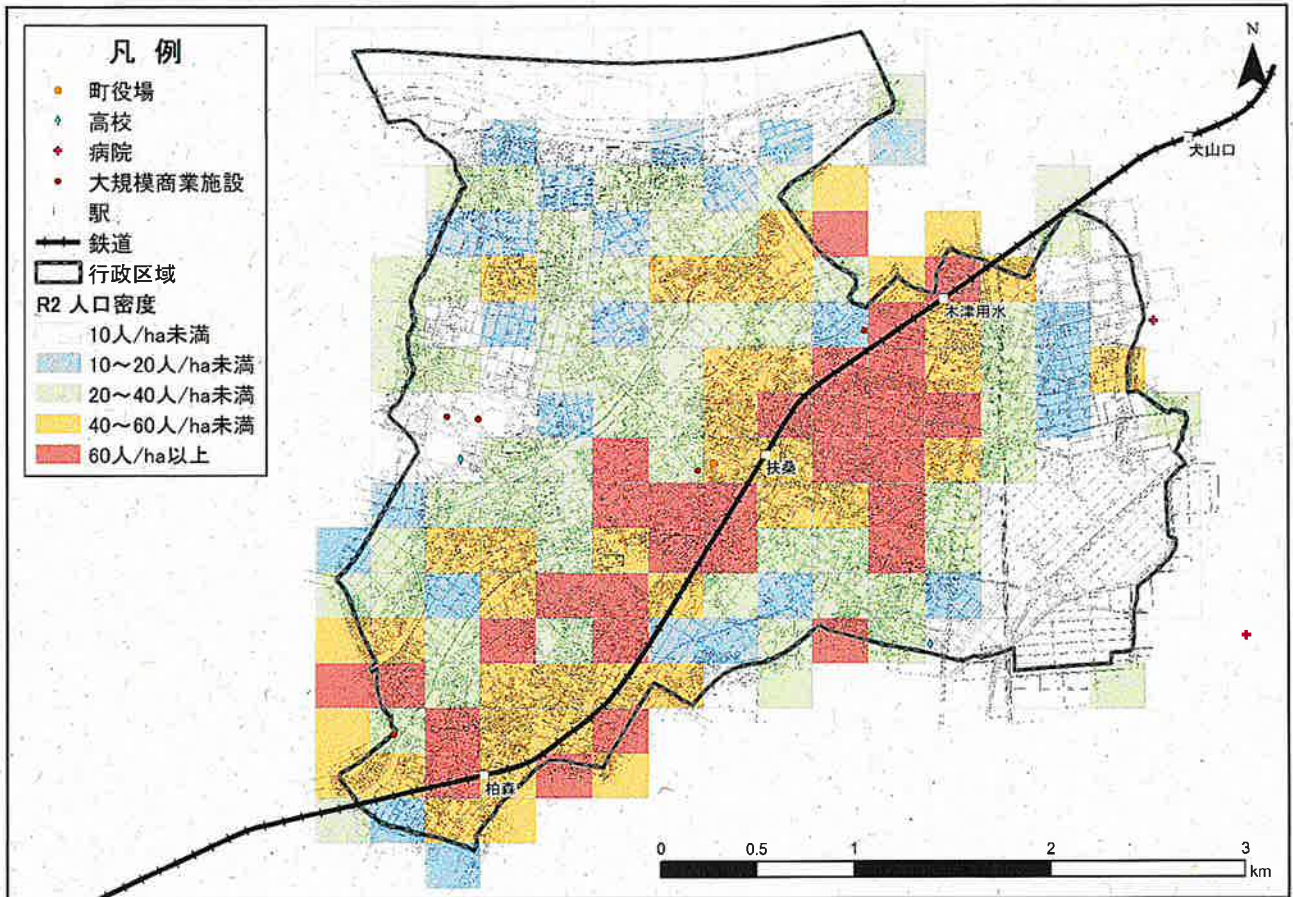 凡例
町役場
高校
病院
大規模商業施設
駅
鉄道
行政区域
R2 人口密度
10人/ha未満
10～20人/ha未満
20～40人/ha未満
40～60人/ha未満
60人/ha以上
N
犬山口
木津用水
扶桑
柏森
0 0.5 1 2 3
km